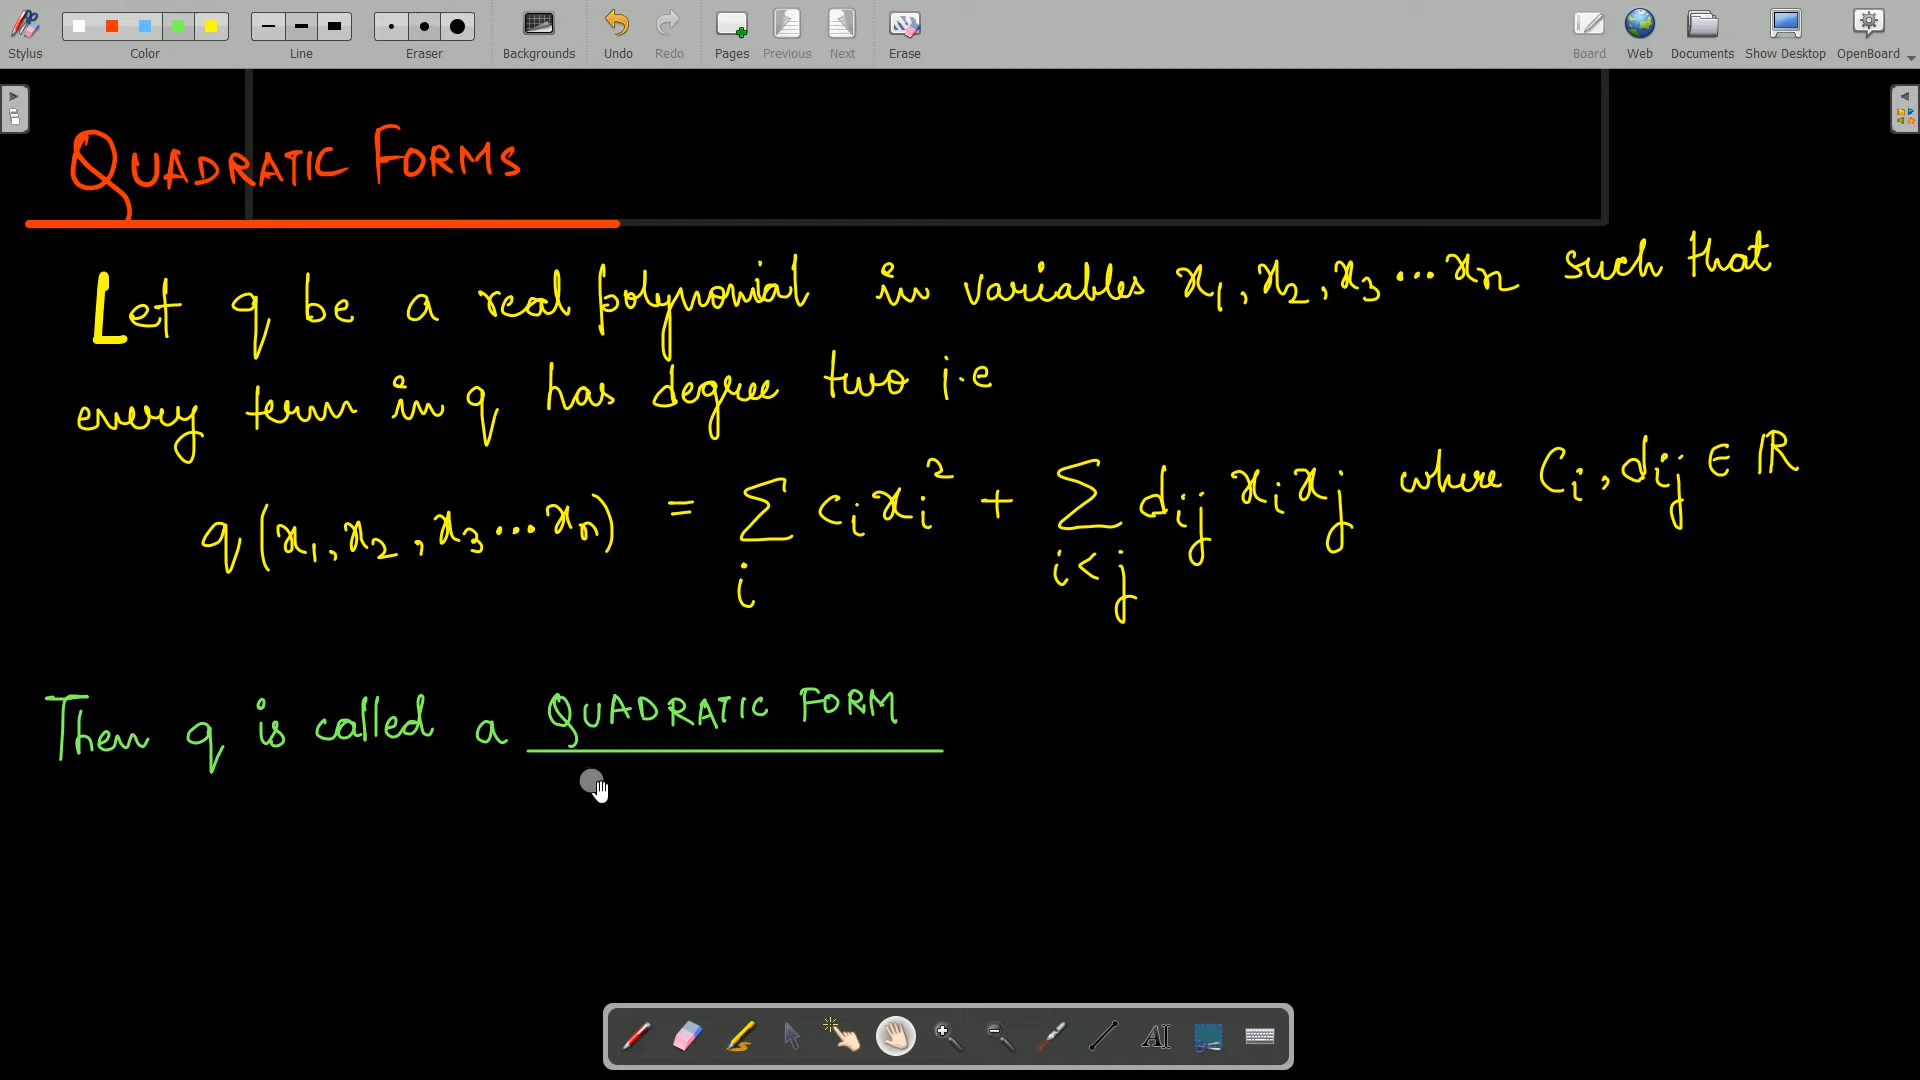 Stylus Color Line Eraser Backgrounds Undo Redo Pages Previous Next Erase Board Web Documents Show Desktop OpenBoard
QUADRATIC FORMS
Let q be a real polynomial in variables x₁, x₂, x₃ ... xₙ such that
every term in q has degree two i.e
q(x₁, x₂, x₃ ... xₙ) = ∑ cᵢ xᵢ² + ∑ dᵢⱼ xᵢ xⱼ where Cᵢ, dᵢⱼ ∈ ℝ
i i<j
Then q is called a QUADRATIC FORM
AI